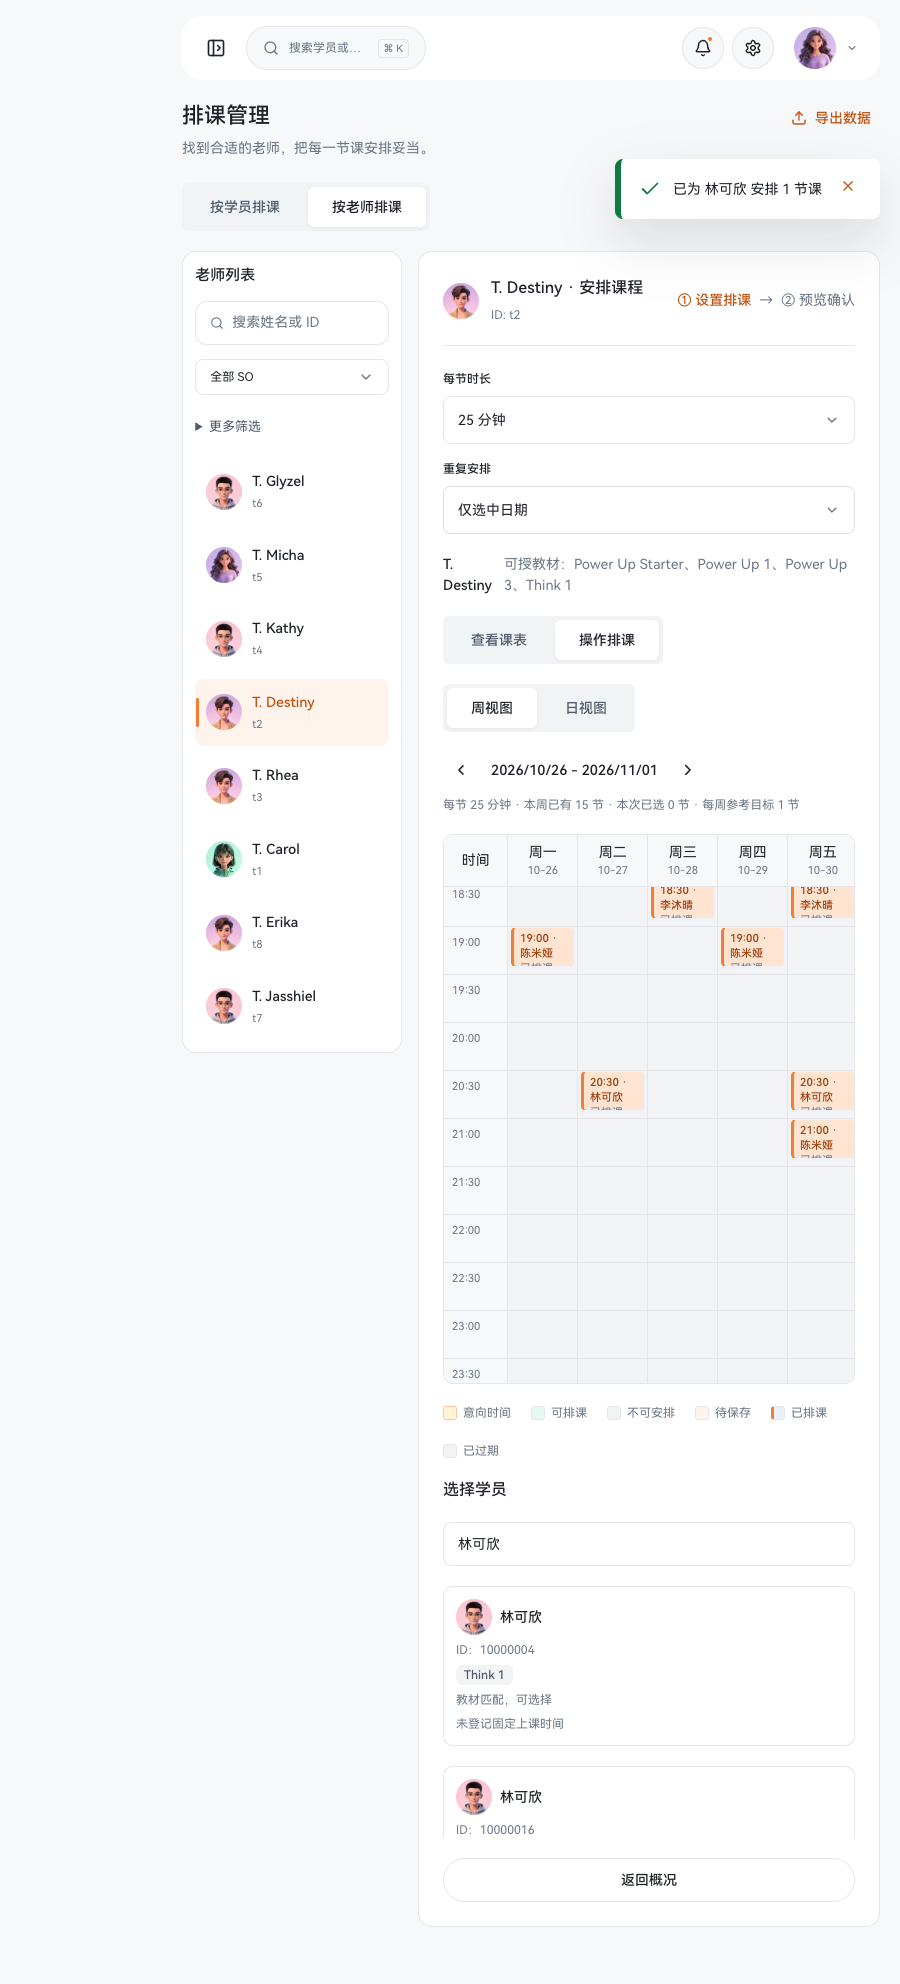 搜索学员或... ⌘ K
排课管理
导出数据
找到合适的老师，把每一节课安排妥当。
已为 林可欣 安排 1 节课
按学员排课
按老师排课
老师列表
搜索姓名或 ID
全部 SO
更多筛选
T. Glyzel
t6
T. Micha
t5
T. Kathy
t4
T. Destiny
t2
T. Rhea
t3
T. Carol
t1
T. Erika
t8
T. Jasshiel
t7
T. Destiny · 安排课程
ID: t2
① 设置排课 → ② 预览确认
每节时长
25 分钟
重复安排
仅选中日期
T. Destiny
可授教材：Power Up Starter、Power Up 1、Power Up 3、Think 1
查看课表
操作排课
周视图
日视图
2026/10/26 - 2026/11/01
每节 25 分钟 · 本周已有 15 节 · 本次已选 0 节 · 每周参考目标 1 节
时间
周一
10-26
周二
10-27
周三
10-28
周四
10-29
周五
10-30
18:30
18:30 ·
李沐晴
18:30 ·
李沐晴
19:00
19:00 ·
陈米娅
19:00 ·
陈米娅
19:30
20:00
20:30
20:30 ·
林可欣
20:30 ·
林可欣
21:00
21:00 ·
陈米娅
21:30
22:00
22:30
23:00
23:30
意向时间
可排课
不可安排
待保存
已排课
已过期
选择学员
林可欣
林可欣
ID：10000004
Think 1
教材匹配，可选择
未登记固定上课时间
林可欣
ID：10000016
返回概况